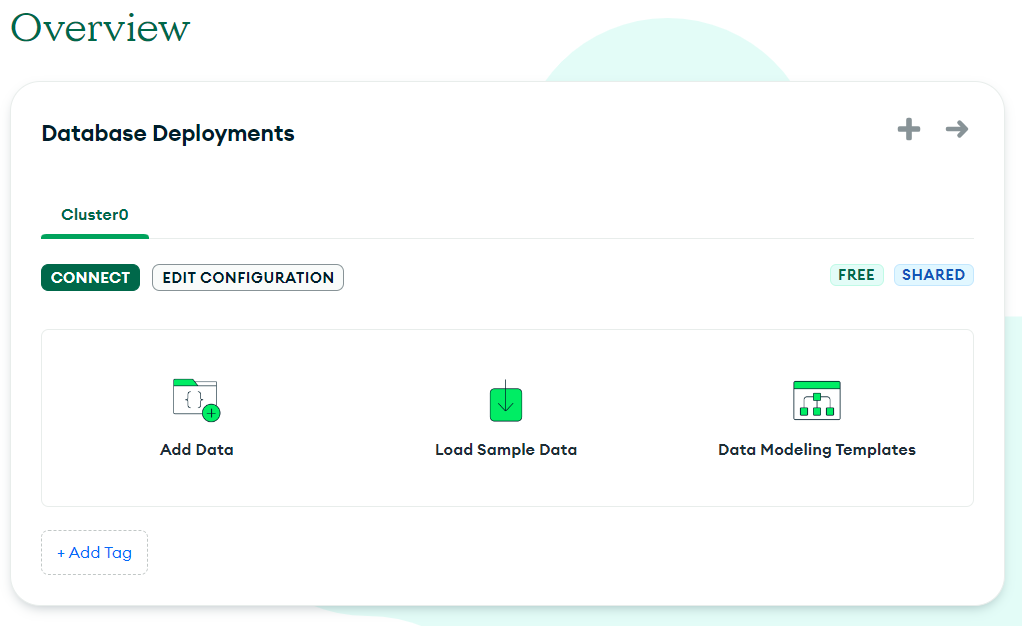 Overview
Database Deployments
Cluster0
CONNECT EDIT CONFIGURATION FREE SHARED
{ }
Add Data Load Sample Data Data Modeling Templates
+ Add Tag